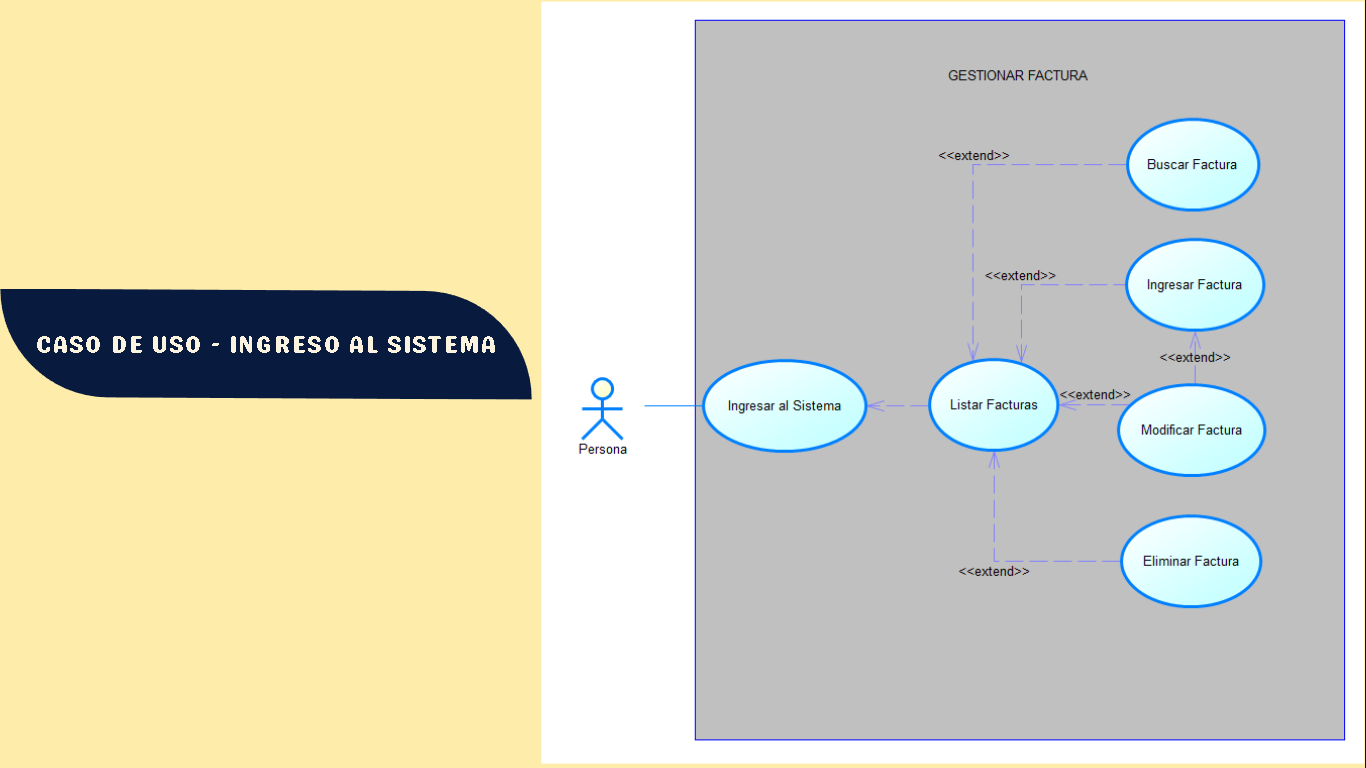 CASO DE USO - INGRESO AL SISTEMA
GESTIONAR FACTURA
<<extend>>
Buscar Factura
<<extend>>
Ingresar Factura
<<extend>>
Persona
Ingresar al Sistema
Listar Facturas
<<extend>>
Modificar Factura
Eliminar Factura
<<extend>>